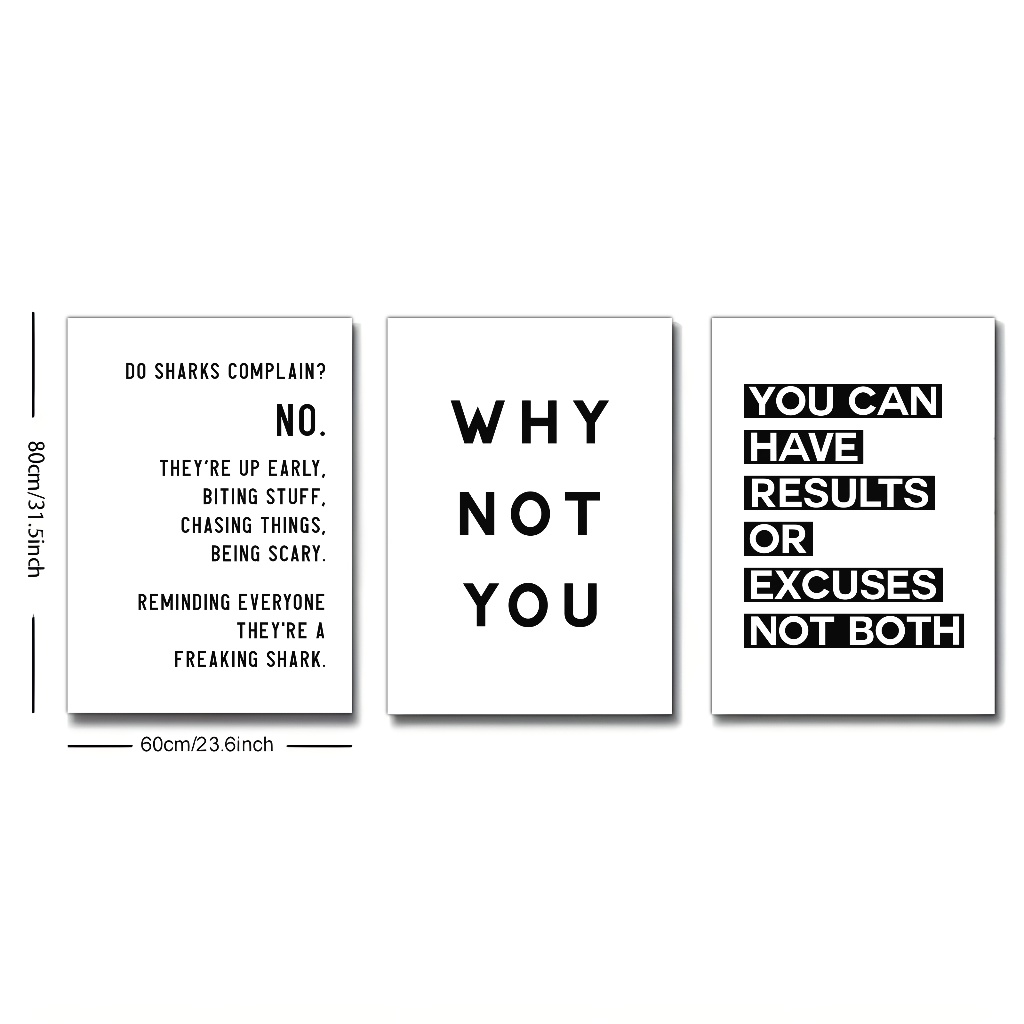 DO SHARKS COMPLAIN?
NO.
THEY'RE UP EARLY,
BITING STUFF,
CHASING THINGS,
BEING SCARY.
REMINDING EVERYONE
THEY'RE A
FREAKING SHARK.
WHY
NOT
YOU
YOU CAN
HAVE
RESULTS
OR
EXCUSES
NOT BOTH
80cm/31.5inch
60cm/23.6inch